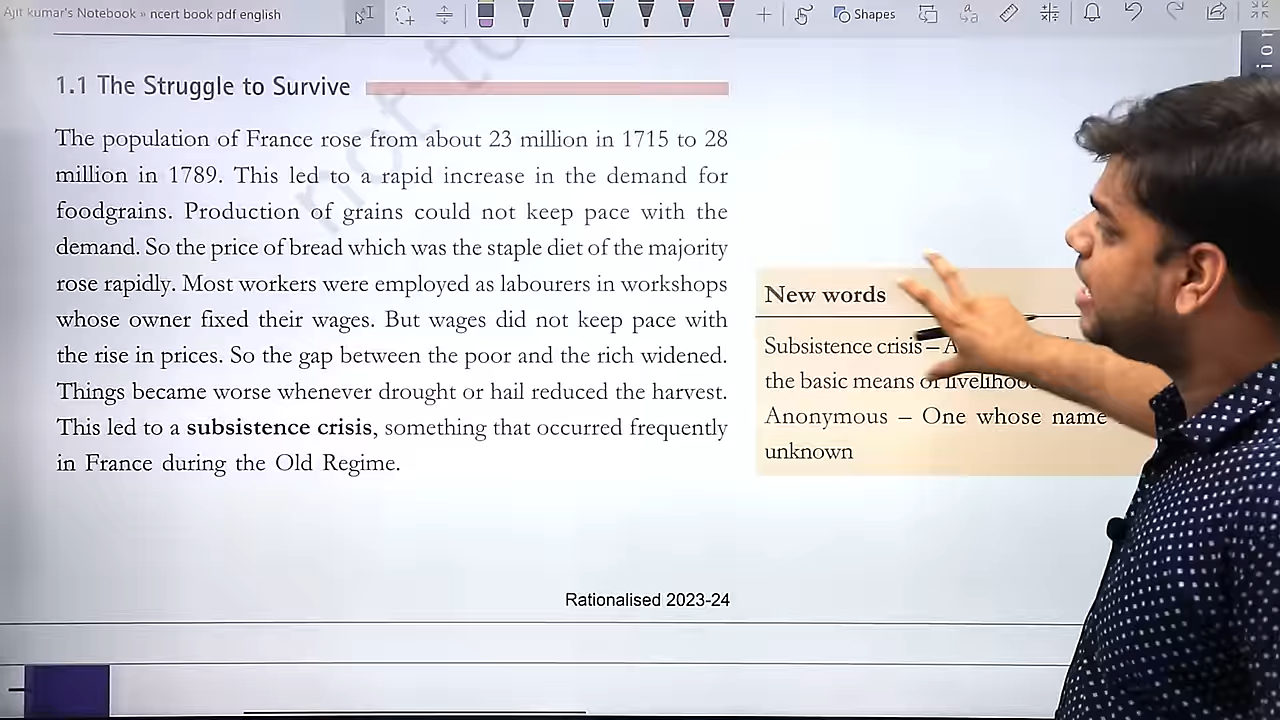 Ajit kumar's Notebook » ncert book pdf english
Shapes
not to
1.1 The Struggle to Survive
The population of France rose from about 23 million in 1715 to 28
million in 1789. This led to a rapid increase in the demand for
foodgrains. Production of grains could not keep pace with the
demand. So the price of bread which was the staple diet of the majority
rose rapidly. Most workers were employed as labourers in workshops
whose owner fixed their wages. But wages did not keep pace with
the rise in prices. So the gap between the poor and the rich widened.
Things became worse whenever drought or hail reduced the harvest.
This led to a subsistence crisis, something that occurred frequently
in France during the Old Regime.
New words
Subsistence crisis –
the basic means of
Anonymous – One whose name
unknown
Rationalised 2023-24